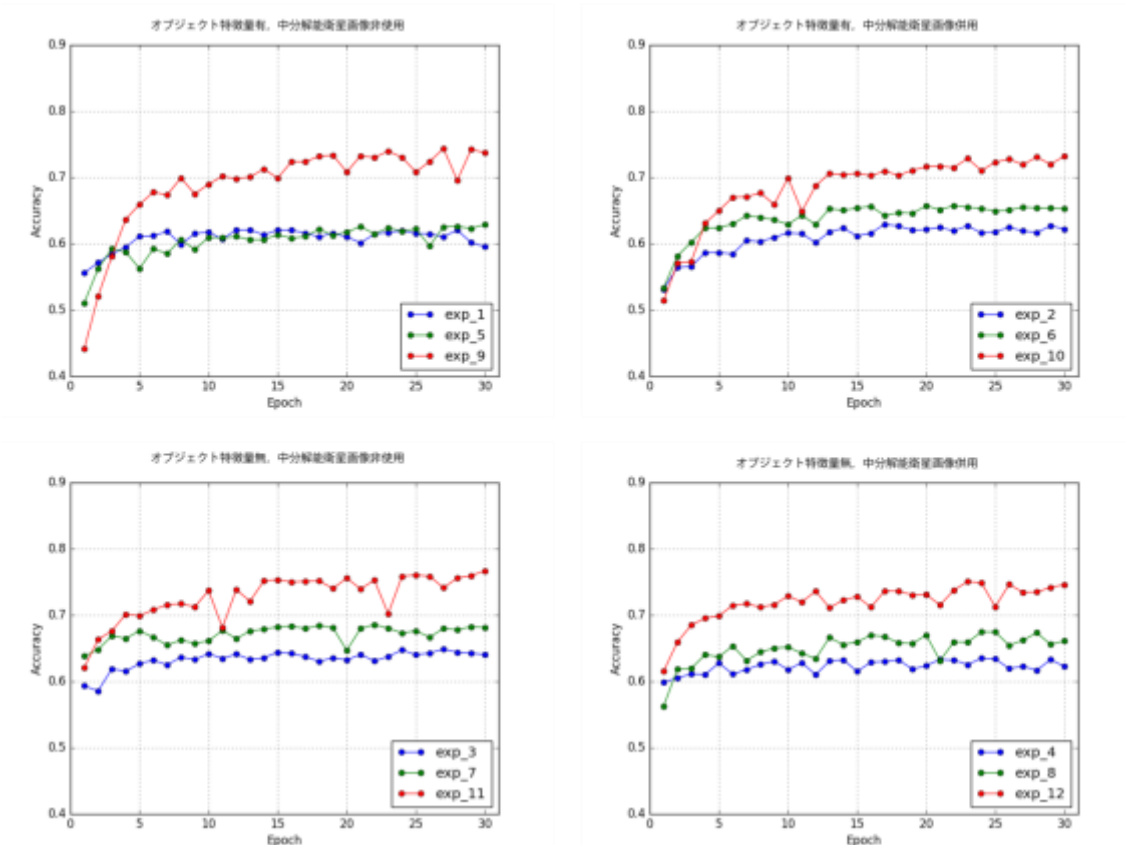 オブジェクト特徴量有，中分解能衛星画像非使用
0.9
0.8
0.7
0.6
0.5
0.4
Accuracy
exp_1
exp_5
exp_9
0 5 10 15 20 25 30
Epoch
オブジェクト特徴量有，中分解能衛星画像併用
0.9
0.8
0.7
0.6
0.5
0.4
Accuracy
exp_2
exp_6
exp_10
0 5 10 15 20 25 30
Epoch
オブジェクト特徴量無，中分解能衛星画像非使用
0.9
0.8
0.7
0.6
0.5
0.4
Accuracy
exp_3
exp_7
exp_11
0 5 10 15 20 25 30
Epoch
オブジェクト特徴量無，中分解能衛星画像併用
0.9
0.8
0.7
0.6
0.5
0.4
Accuracy
exp_4
exp_8
exp_12
0 5 10 15 20 25 30
Epoch